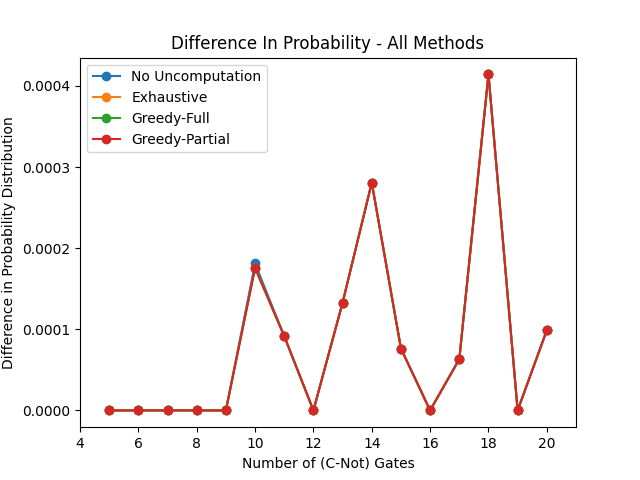 Difference In Probability - All Methods
No Uncomputation
Exhaustive
Greedy-Full
Greedy-Partial
Difference in Probability Distribution
0.0004
0.0003
0.0002
0.0001
0.0000
4 6 8 10 12 14 16 18 20
Number of (C-Not) Gates